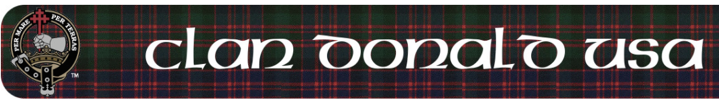 PER MARE PER TERRAS
TM
clan donald usa